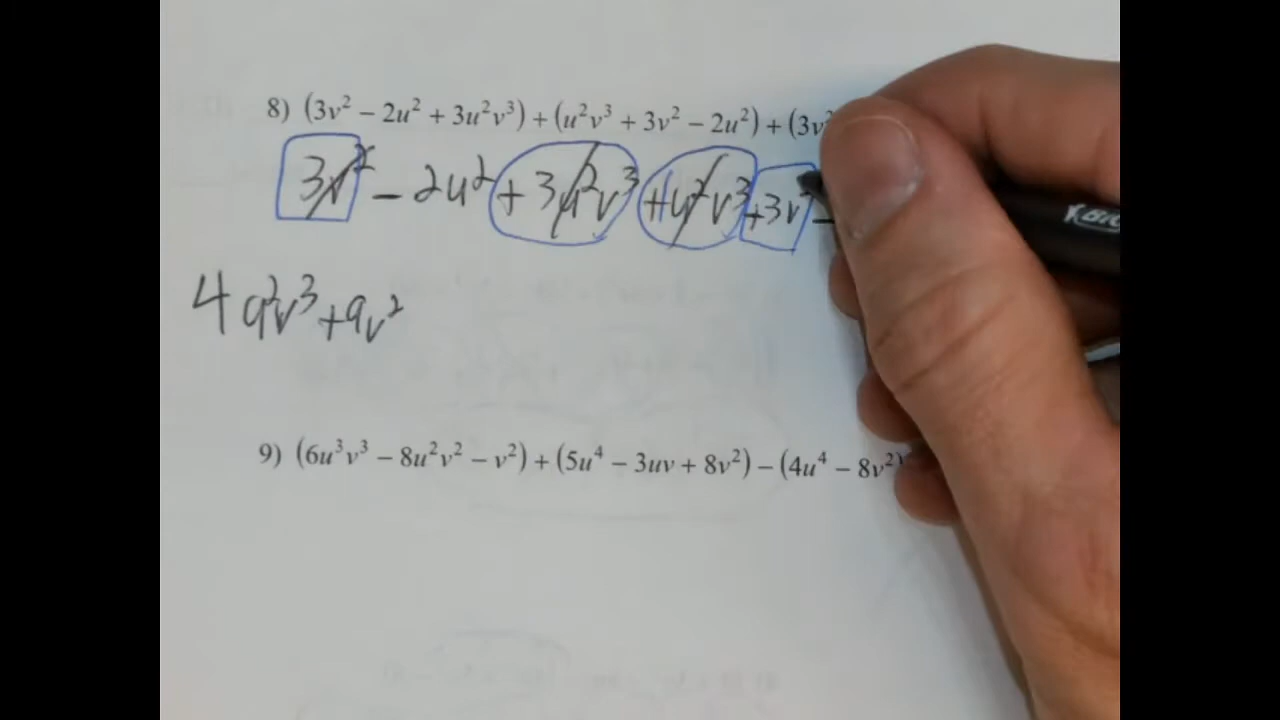 8) (3v² − 2u² + 3u²v³) + (u²v³ + 3v² − 2u²) + (3v²
3v² − 2u² + 3u²v³ + u²v³ + 3v² −
4u²v³ + 9v²
9) (6u³v³ − 8u²v² − v²) + (5u⁴ − 3uv + 8v²) − (4u⁴ − 8v²)